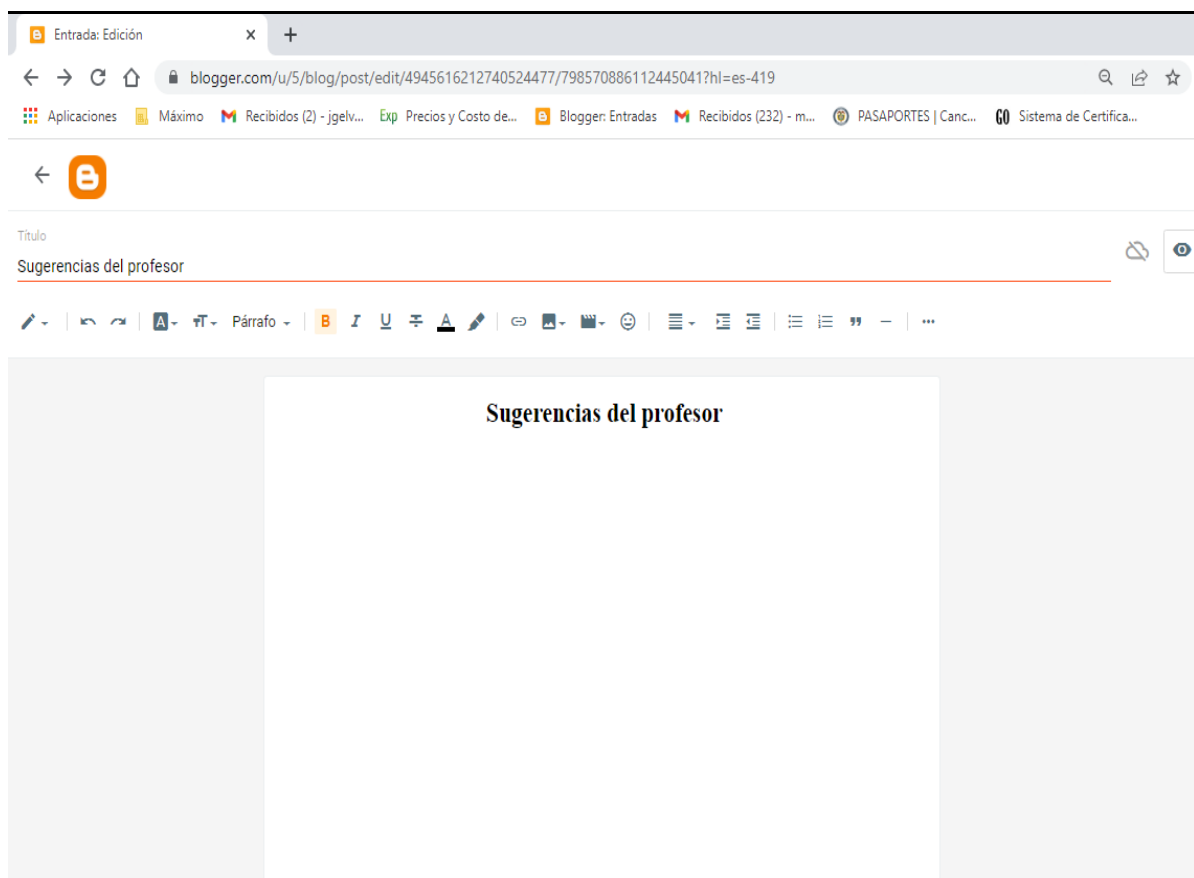 Entrada: Edición
blogger.com/u/5/blog/post/edit/4945616212740524477/798570886112445041?hl=es-419
Aplicaciones Máximo Recibidos (2) - jgelv... Exp Precios y Costo de... Blogger: Entradas Recibidos (232) - m... PASAPORTES | Canc... GO Sistema de Certifica...
Título
Sugerencias del profesor
Párrafo B I U A
Sugerencias del profesor